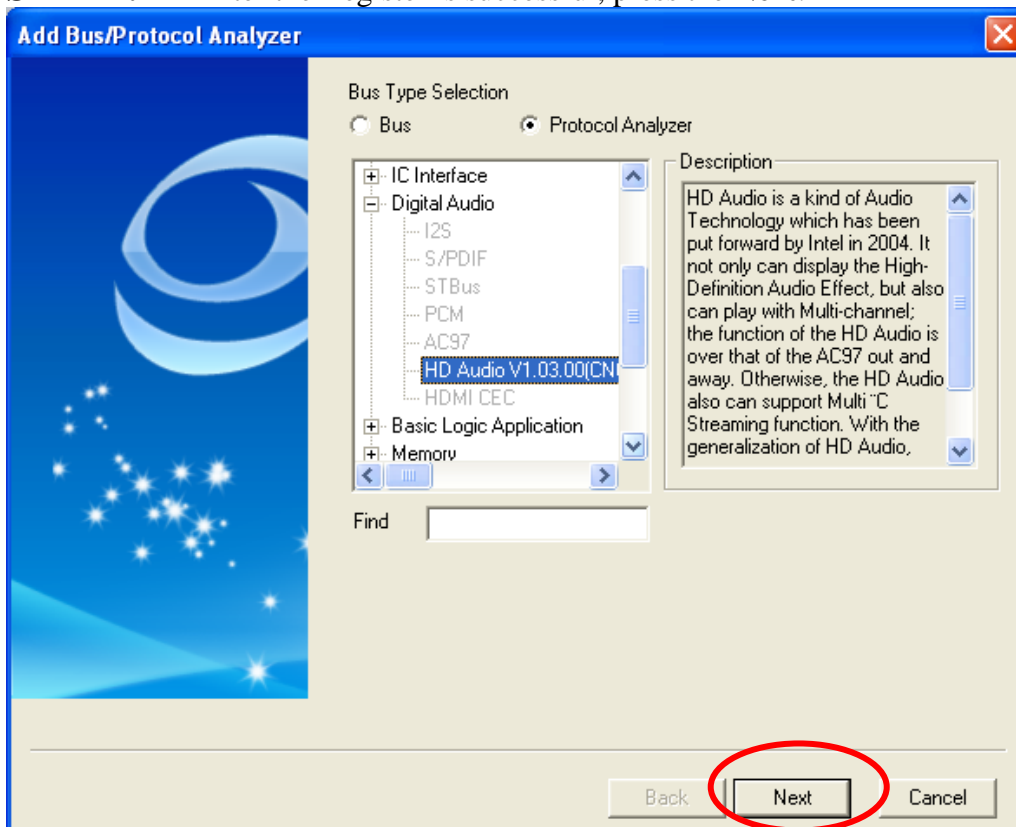 Add Bus/Protocol Analyzer
Bus Type Selection
Bus
Protocol Analyzer
IC Interface
Digital Audio
I2S
S/PDIF
STBus
PCM
AC97
HD Audio V1.03.00(CN
HDMI CEC
Basic Logic Application
Memory
Find
Description
HD Audio is a kind of Audio
Technology which has been
put forward by Intel in 2004. It
not only can display the High-
Definition Audio Effect, but also
can play with Multi-channel;
the function of the HD Audio is
over that of the AC97 out and
away. Otherwise, the HD Audio
also can support Multi ¨C
Streaming function. With the
generalization of HD Audio,
Back
Next
Cancel